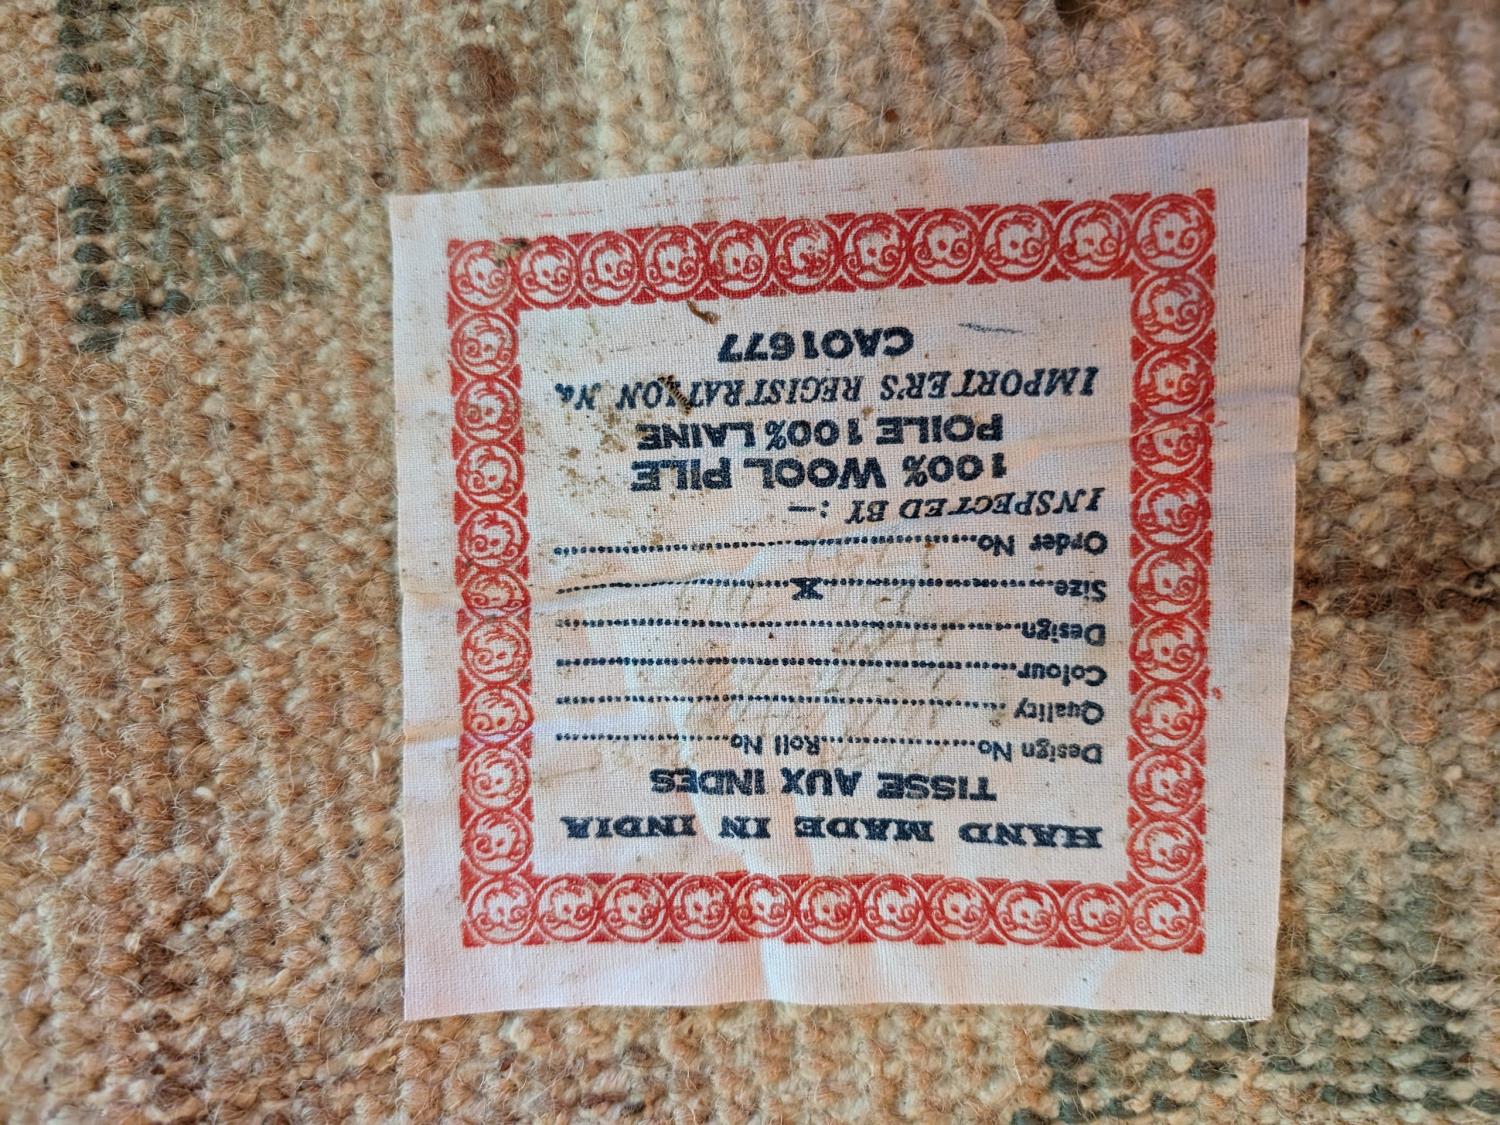 HAND MADE IN INDIA
TISSE AUX INDES
Design No..................Roll No..................
Quality ..................
Colour..................
Design..................
Size..................X..................
Order No..................
INSPECTED BY :—
100% WOOL PILE
POILE 100% LAINE
IMPORTER'S REGISTRATION No.
CAO1677